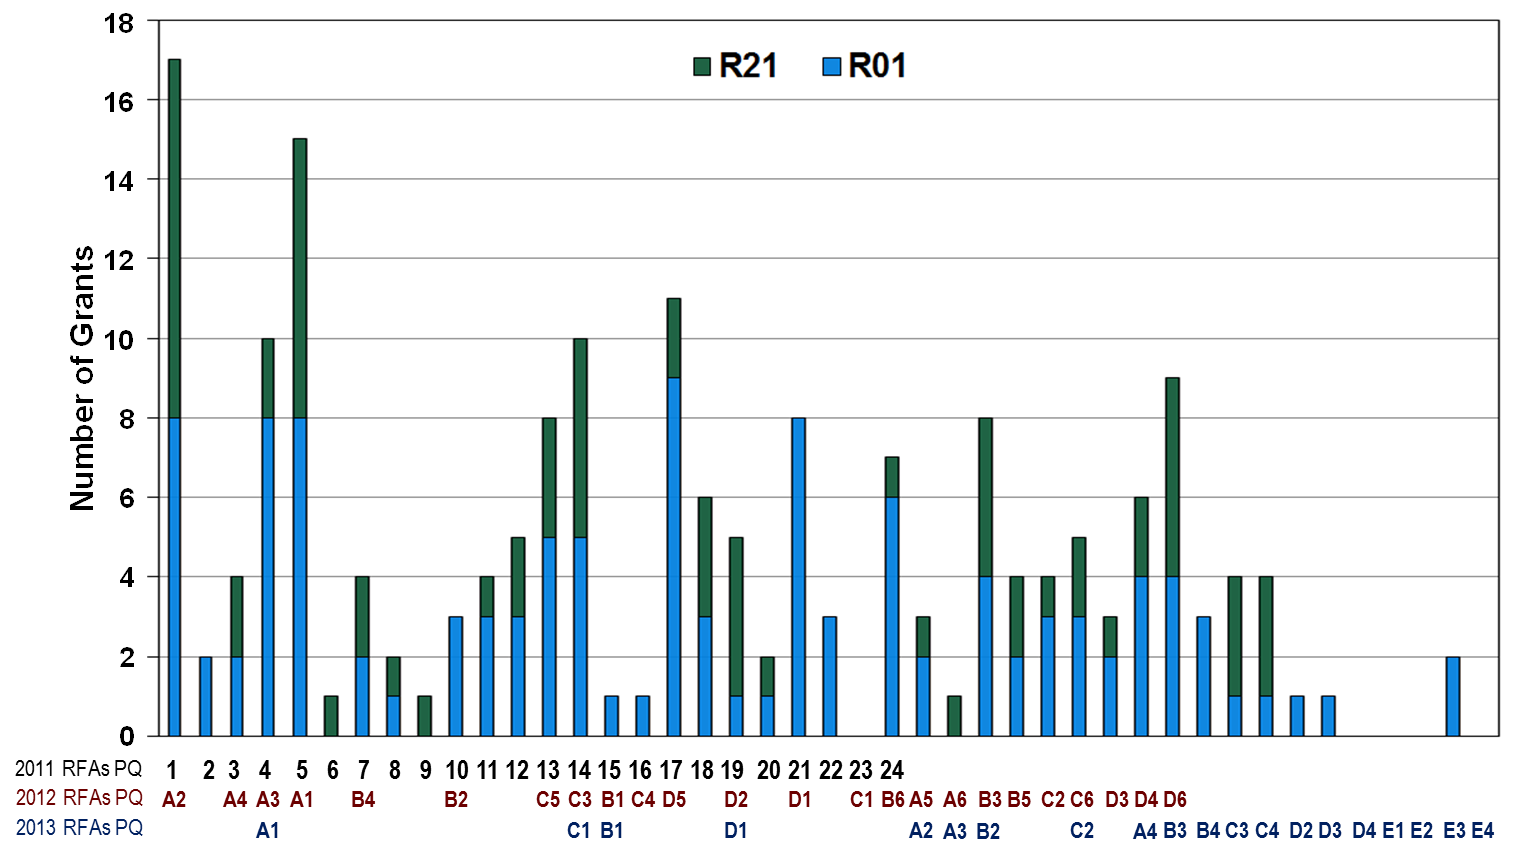 18
R21 R01
16
14
12
10
8
6
4
2
0
Number of Grants
2011 RFAs PQ 1 2 3 4 5 6 7 8 9 10 11 12 13 14 15 16 17 18 19 20 21 22 23 24
2012 RFAs PQ A2 A4 A3 A1 B4 B2 C5 C3 B1 C4 D5 D2 D1 C1 B6 A5 A6 B3 B5 C2 C6 D3 D4 D6
2013 RFAs PQ A1 C1 B1 D1 A2 A3 B2 C2 A4 B3 B4 C3 C4 D2 D3 D4 E1 E2 E3 E4